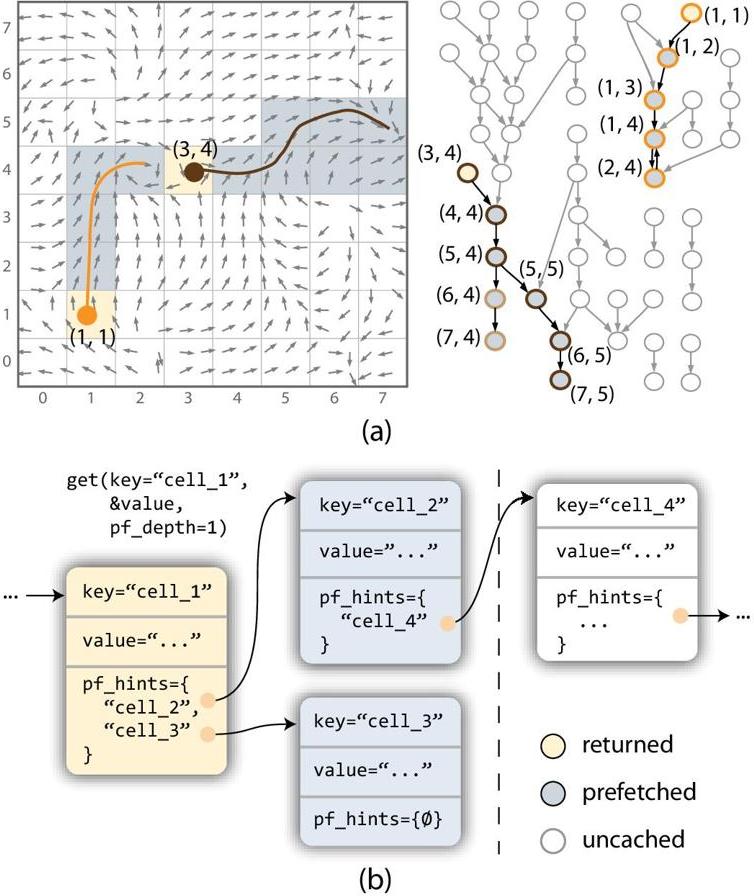 7
6
5
4
3
2
1
0
0 1 2 3 4 5 6 7
(3, 4)
(1, 1)
(1, 1)
(1, 2)
(1, 3)
(1, 4)
(2, 4)
(3, 4)
(4, 4)
(5, 4)
(5, 5)
(6, 4)
(7, 4)
(6, 5)
(7, 5)
(a)
get(key=“cell_1”,
&value,
pf_depth=1)
...
key=“cell_1”
value=“...”
pf_hints={
“cell_2”,
“cell_3”
}
key=“cell_2”
value=”...”
pf_hints={
“cell_4”
}
key=“cell_3”
value=“...”
pf_hints={Ø}
key=“cell_4”
value=“...”
pf_hints={
...
}
...
returned
prefetched
uncached
(b)